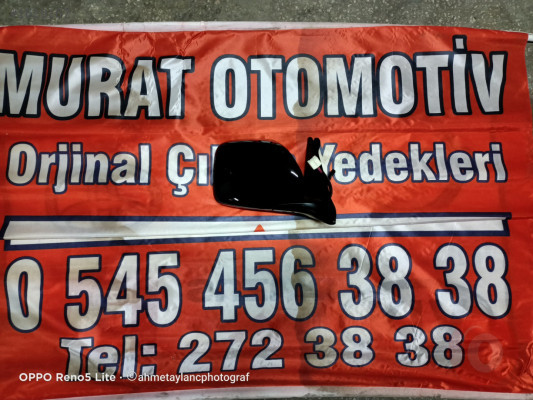 MURAT OTOMOTİV
Orjinal Yedekleri
0 545 456 38 38
Tel: 272 38 38
OPPO Reno5 Lite · ©ahmetaylancphotograf